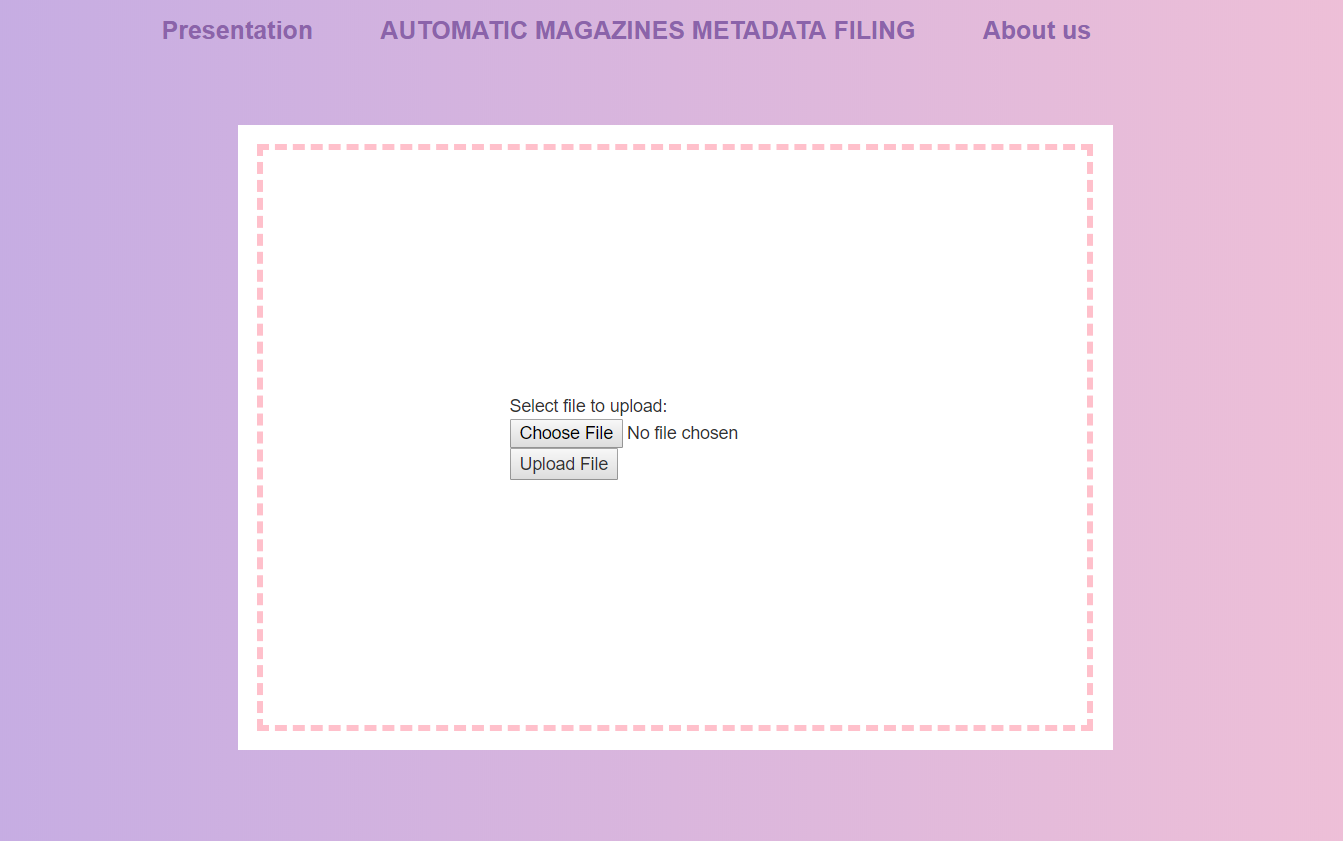 Presentation AUTOMATIC MAGAZINES METADATA FILING About us
Select file to upload:
Choose File No file chosen
Upload File